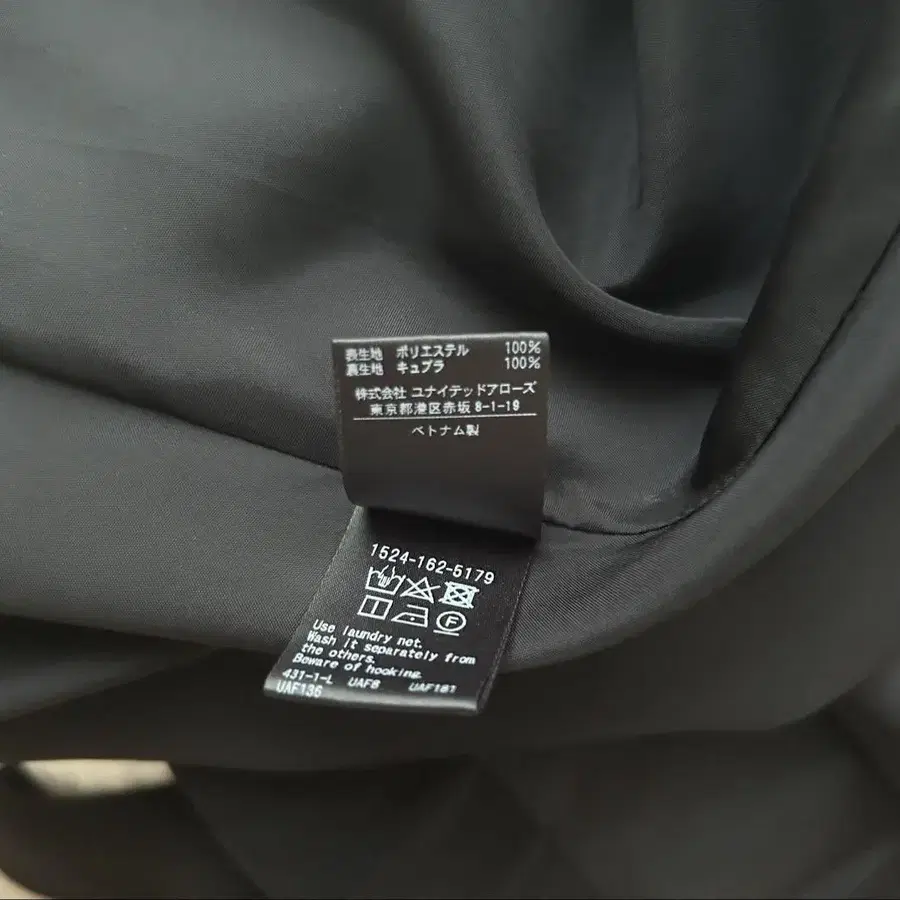 表生地 ポリエステル 100%
裏生地 キュプラ 100%
株式会社 ユナイテッドアローズ
東京都港区赤坂 8-1-19
ベトナム製
1524-162-5179
F
Use laundry net.
Wash it separately from
the others.
Beware of hooking.
431-1-L UAF8 UAF181
UAF136